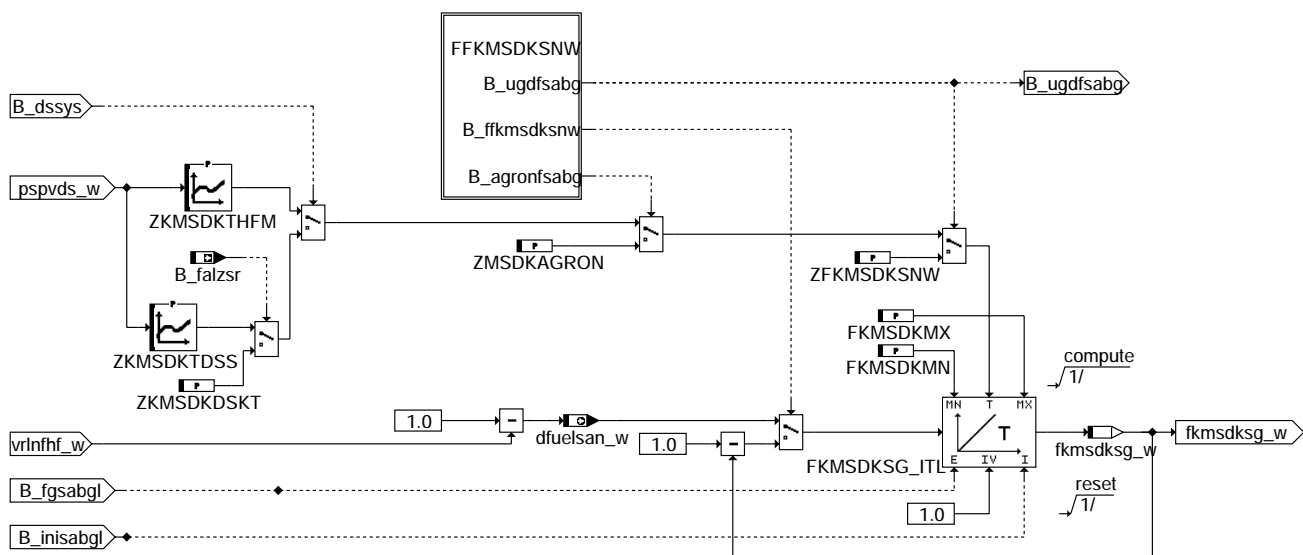 FFKMSDKSNW
B_ugdfsabg
B_ugdfsabg
B_dssys
B_ffkmsdksnw
P
B_agronfsabg
pspvds_w
ZKMSDKTHFM
P
ZMSDKAGRON
P
ZFKMSDKSNW
B_falzsr
P
P
FKMSDKMX
P
FKMSDKMN
ZKMSDKTDSS
P
ZKMSDKDSKT
compute
1/
MN T MX
1.0
dfuelsan_w
vrlnfhf_w
1.0
T
fkmsdksg_w
fkmsdksg_w
E IV I
FKMSDKSG_ITL
B_fgsabgl
reset
1/
1.0
B_inisabgl